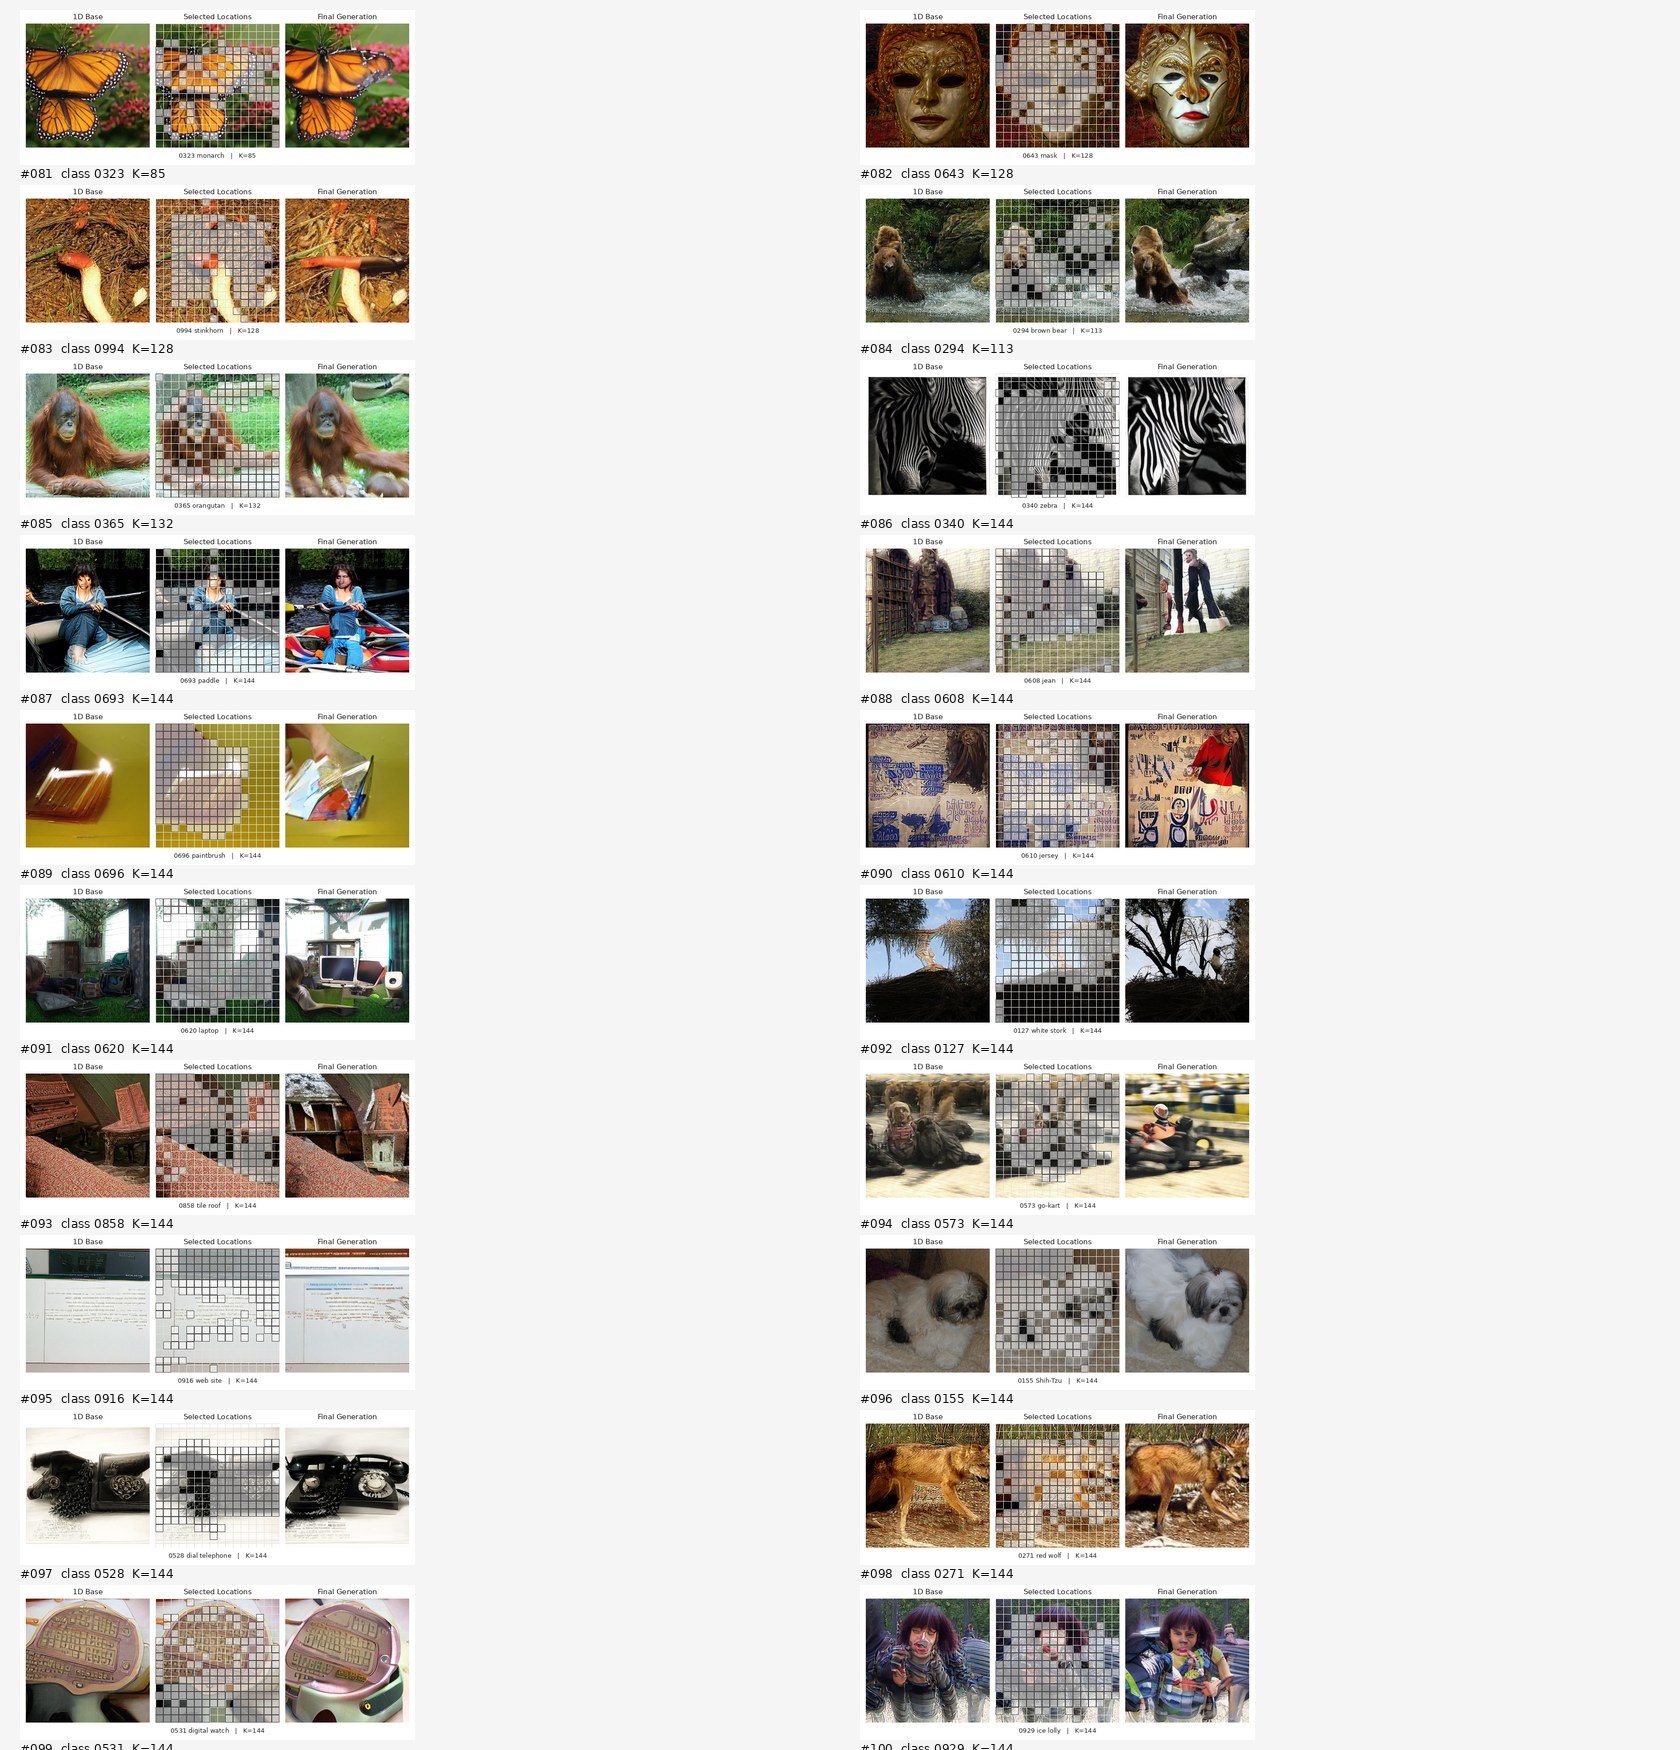 1D Base Selected Locations Final Generation 1D Base Selected Locations Final Generation
0323 monarch | K=85 0643 mask | K=128
#081 class 0323 K=85 #082 class 0643 K=128
1D Base Selected Locations Final Generation 1D Base Selected Locations Final Generation
0994 stinkhorn | K=128 0294 brown bear | K=113
#083 class 0994 K=128 #084 class 0294 K=113
1D Base Selected Locations Final Generation 1D Base Selected Locations Final Generation
0365 orangutan | K=132 0340 zebra | K=144
#085 class 0365 K=132 #086 class 0340 K=144
1D Base Selected Locations Final Generation 1D Base Selected Locations Final Generation
0693 paddle | K=144 0608 jean | K=144
#087 class 0693 K=144 #088 class 0608 K=144
1D Base Selected Locations Final Generation 1D Base Selected Locations Final Generation
0696 paintbrush | K=144 0610 jersey | K=144
#089 class 0696 K=144 #090 class 0610 K=144
1D Base Selected Locations Final Generation 1D Base Selected Locations Final Generation
0620 laptop | K=144 0127 white stork | K=144
#091 class 0620 K=144 #092 class 0127 K=144
1D Base Selected Locations Final Generation 1D Base Selected Locations Final Generation
0858 tile roof | K=144 0573 go-kart | K=144
#093 class 0858 K=144 #094 class 0573 K=144
1D Base Selected Locations Final Generation 1D Base Selected Locations Final Generation
0916 web site | K=144 0155 Shih-Tzu | K=144
#095 class 0916 K=144 #096 class 0155 K=144
1D Base Selected Locations Final Generation 1D Base Selected Locations Final Generation
0528 dial telephone | K=144 0271 red wolf | K=144
#097 class 0528 K=144 #098 class 0271 K=144
1D Base Selected Locations Final Generation 1D Base Selected Locations Final Generation
0531 digital watch | K=144 0929 ice lolly | K=144
#099 class 0531 K=144 #100 class 0929 K=144